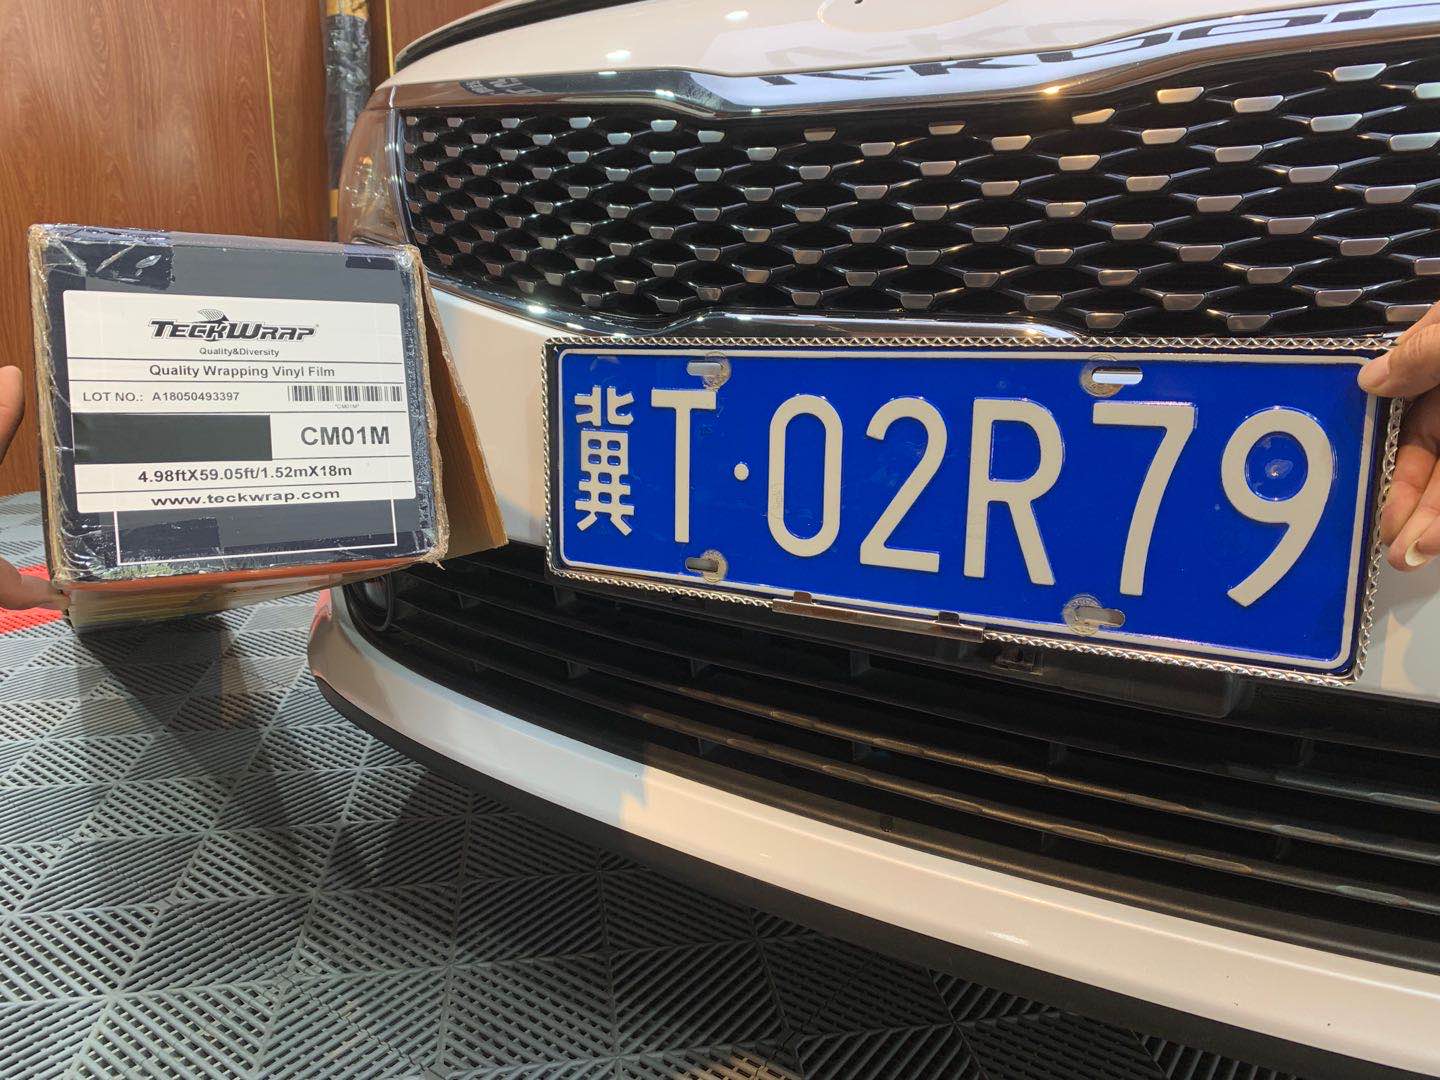 TECKWRAP
Quality&Diversity
Quality Wrapping Vinyl Film
LOT NO.: A18050493397
*CM01M*
CM01M
4.98ftX59.05ft/1.52mX18m
www.teckwrap.com
冀T·02R79